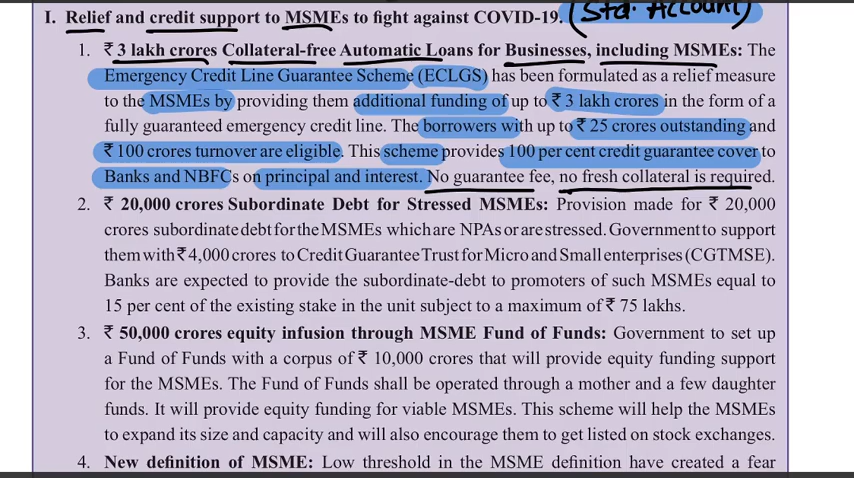 (Std. Account)
I. Relief and credit support to MSMEs to fight against COVID-19.
1. ₹ 3 lakh crores Collateral-free Automatic Loans for Businesses, including MSMEs: The
Emergency Credit Line Guarantee Scheme (ECLGS) has been formulated as a relief measure
to the MSMEs by providing them additional funding of up to ₹ 3 lakh crores in the form of a
fully guaranteed emergency credit line. The borrowers with up to ₹ 25 crores outstanding and
₹ 100 crores turnover are eligible. This scheme provides 100 per cent credit guarantee cover to
Banks and NBFCs on principal and interest. No guarantee fee, no fresh collateral is required.
2. ₹ 20,000 crores Subordinate Debt for Stressed MSMEs: Provision made for ₹ 20,000
crores subordinate debt for the MSMEs which are NPAs or are stressed. Government to support
them with ₹ 4,000 crores to Credit Guarantee Trust for Micro and Small enterprises (CGTMSE).
Banks are expected to provide the subordinate-debt to promoters of such MSMEs equal to
15 per cent of the existing stake in the unit subject to a maximum of ₹ 75 lakhs.
3. ₹ 50,000 crores equity infusion through MSME Fund of Funds: Government to set up
a Fund of Funds with a corpus of ₹ 10,000 crores that will provide equity funding support
for the MSMEs. The Fund of Funds shall be operated through a mother and a few daughter
funds. It will provide equity funding for viable MSMEs. This scheme will help the MSMEs
to expand its size and capacity and will also encourage them to get listed on stock exchanges.
4. New definition of MSME: Low threshold in the MSME definition have created a fear